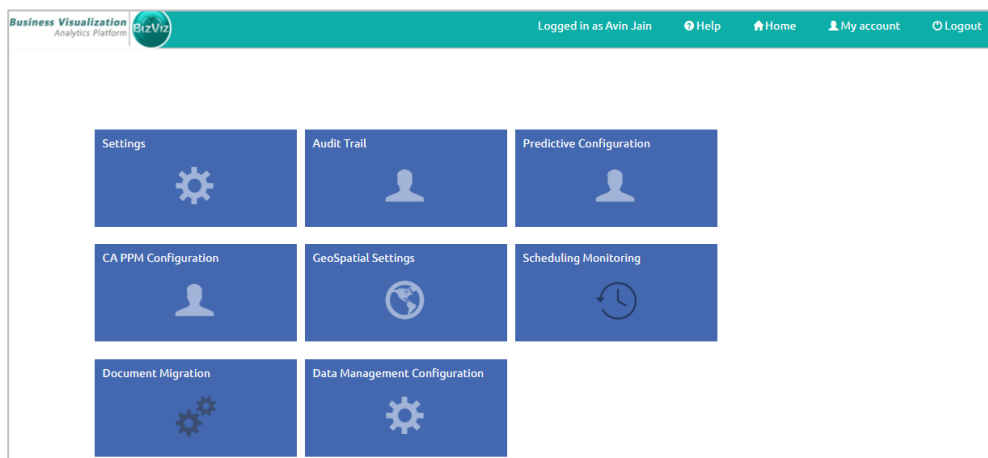 Business Visualization
Analytics Platform
BizViz
Logged in as Avin Jain
Help
Home
My account
Logout
Settings
Audit Trail
Predictive Configuration
CA PPM Configuration
GeoSpatial Settings
Scheduling Monitoring
Document Migration
Data Management Configuration